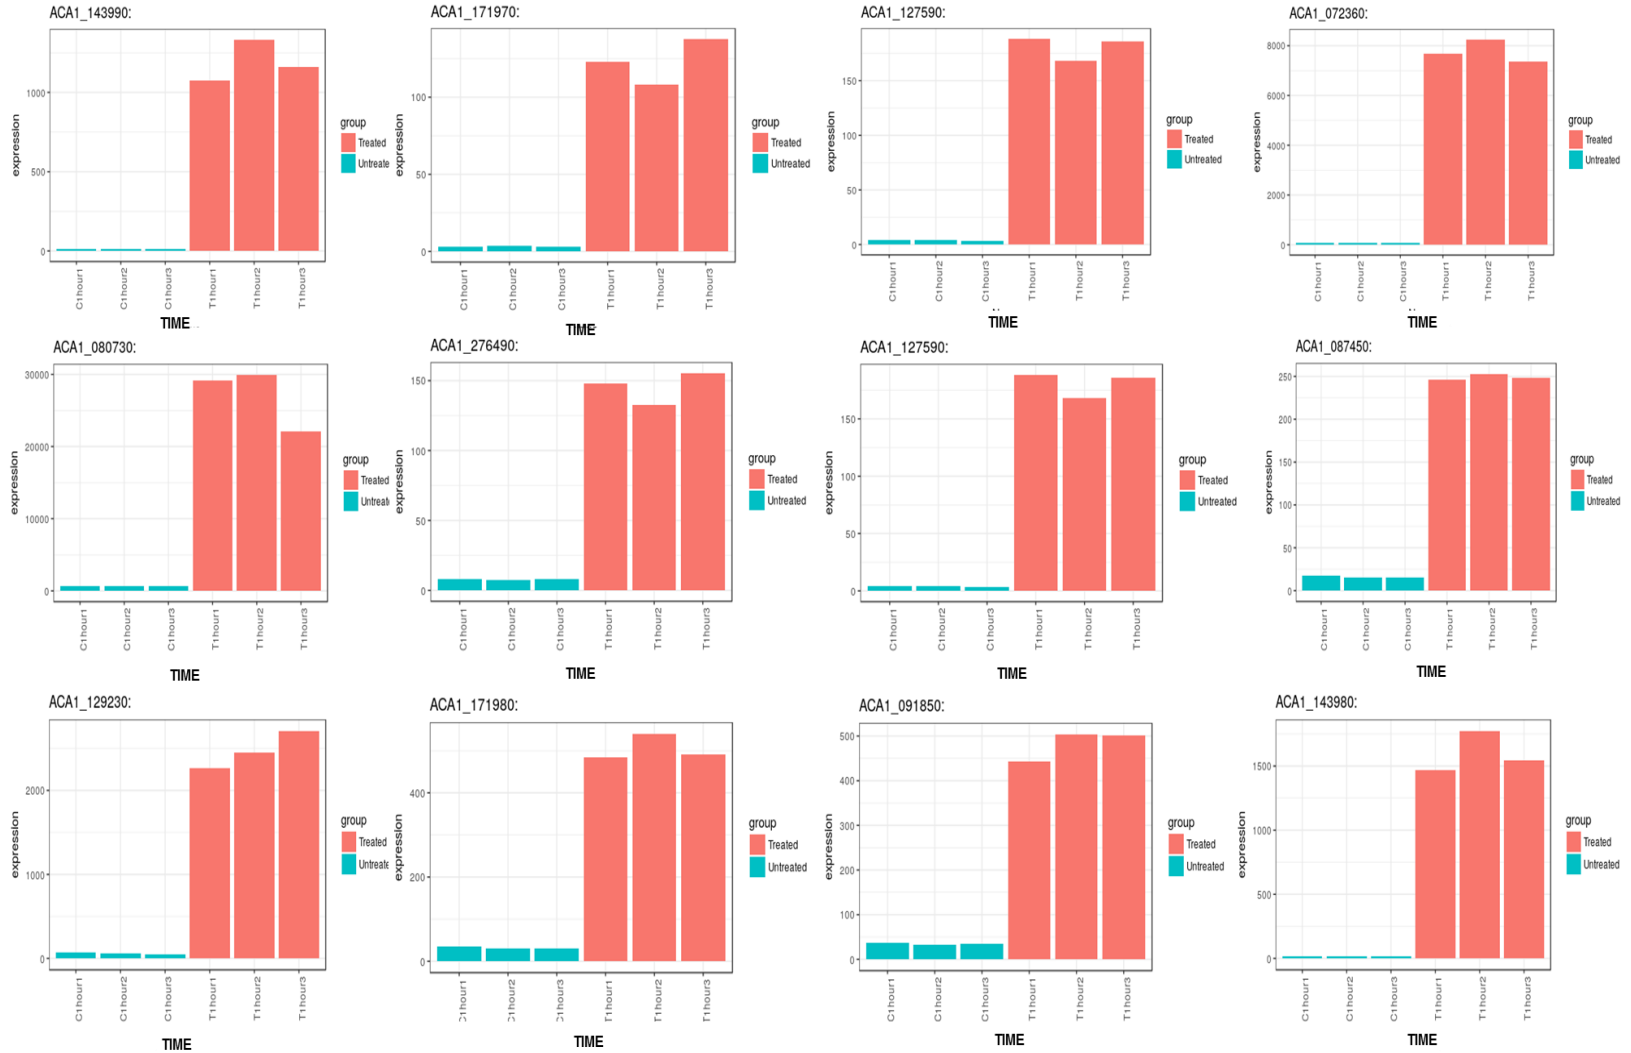 ACA1_143990:
expression
1000
500
0
C1hour1
C1hour2
C1hour3
T1hour1
T1hour2
T1hour3
TIME
group
Treated
Untreate
ACA1_171970:
expression
100
50
0
C1hour1
C1hour2
C1hour3
T1hour1
T1hour2
T1hour3
TIME
group
Treated
Untreated
ACA1_127590:
expression
150
100
50
0
C1hour1
C1hour2
C1hour3
T1hour1
T1hour2
T1hour3
TIME
group
Treated
Untreated
ACA1_072360:
expression
8000
6000
4000
2000
0
C1hour1
C1hour2
C1hour3
T1hour1
T1hour2
T1hour3
TIME
group
Treated
Untreated
ACA1_080730:
expression
30000
20000
10000
0
C1hour1
C1hour2
C1hour3
T1hour1
T1hour2
T1hour3
TIME
group
Treated
Untreat
ACA1_276490:
expression
150
100
50
0
C1hour1
C1hour2
C1hour3
T1hour1
T1hour2
T1hour3
TIME
group
Treated
Untreated
ACA1_127590:
expression
150
100
50
0
C1hour1
C1hour2
C1hour3
T1hour1
T1hour2
T1hour3
TIME
group
Treated
Untreated
ACA1_087450:
expression
250
200
150
100
50
0
C1hour1
C1hour2
C1hour3
T1hour1
T1hour2
T1hour3
TIME
group
Treated
Untreated
ACA1_129230:
expression
2000
1000
0
C1hour1
C1hour2
C1hour3
T1hour1
T1hour2
T1hour3
TIME
group
Treated
Untreate
ACA1_171980:
expression
400
200
0
C1hour1
C1hour2
C1hour3
T1hour1
T1hour2
T1hour3
TIME
group
Treated
Untreated
ACA1_091850:
expression
500
400
300
200
100
0
C1hour1
C1hour2
C1hour3
T1hour1
T1hour2
T1hour3
TIME
group
Treated
Untreated
ACA1_143980:
expression
1500
1000
500
0
C1hour1
C1hour2
C1hour3
T1hour1
T1hour2
T1hour3
TIME
group
Treated
Untreated